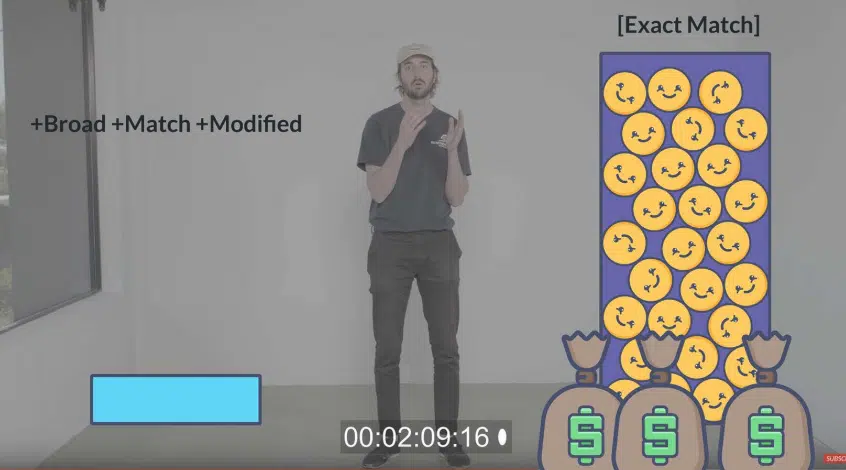 [Exact Match]
+Broad +Match +Modified
$ $ $
00:02:09:16